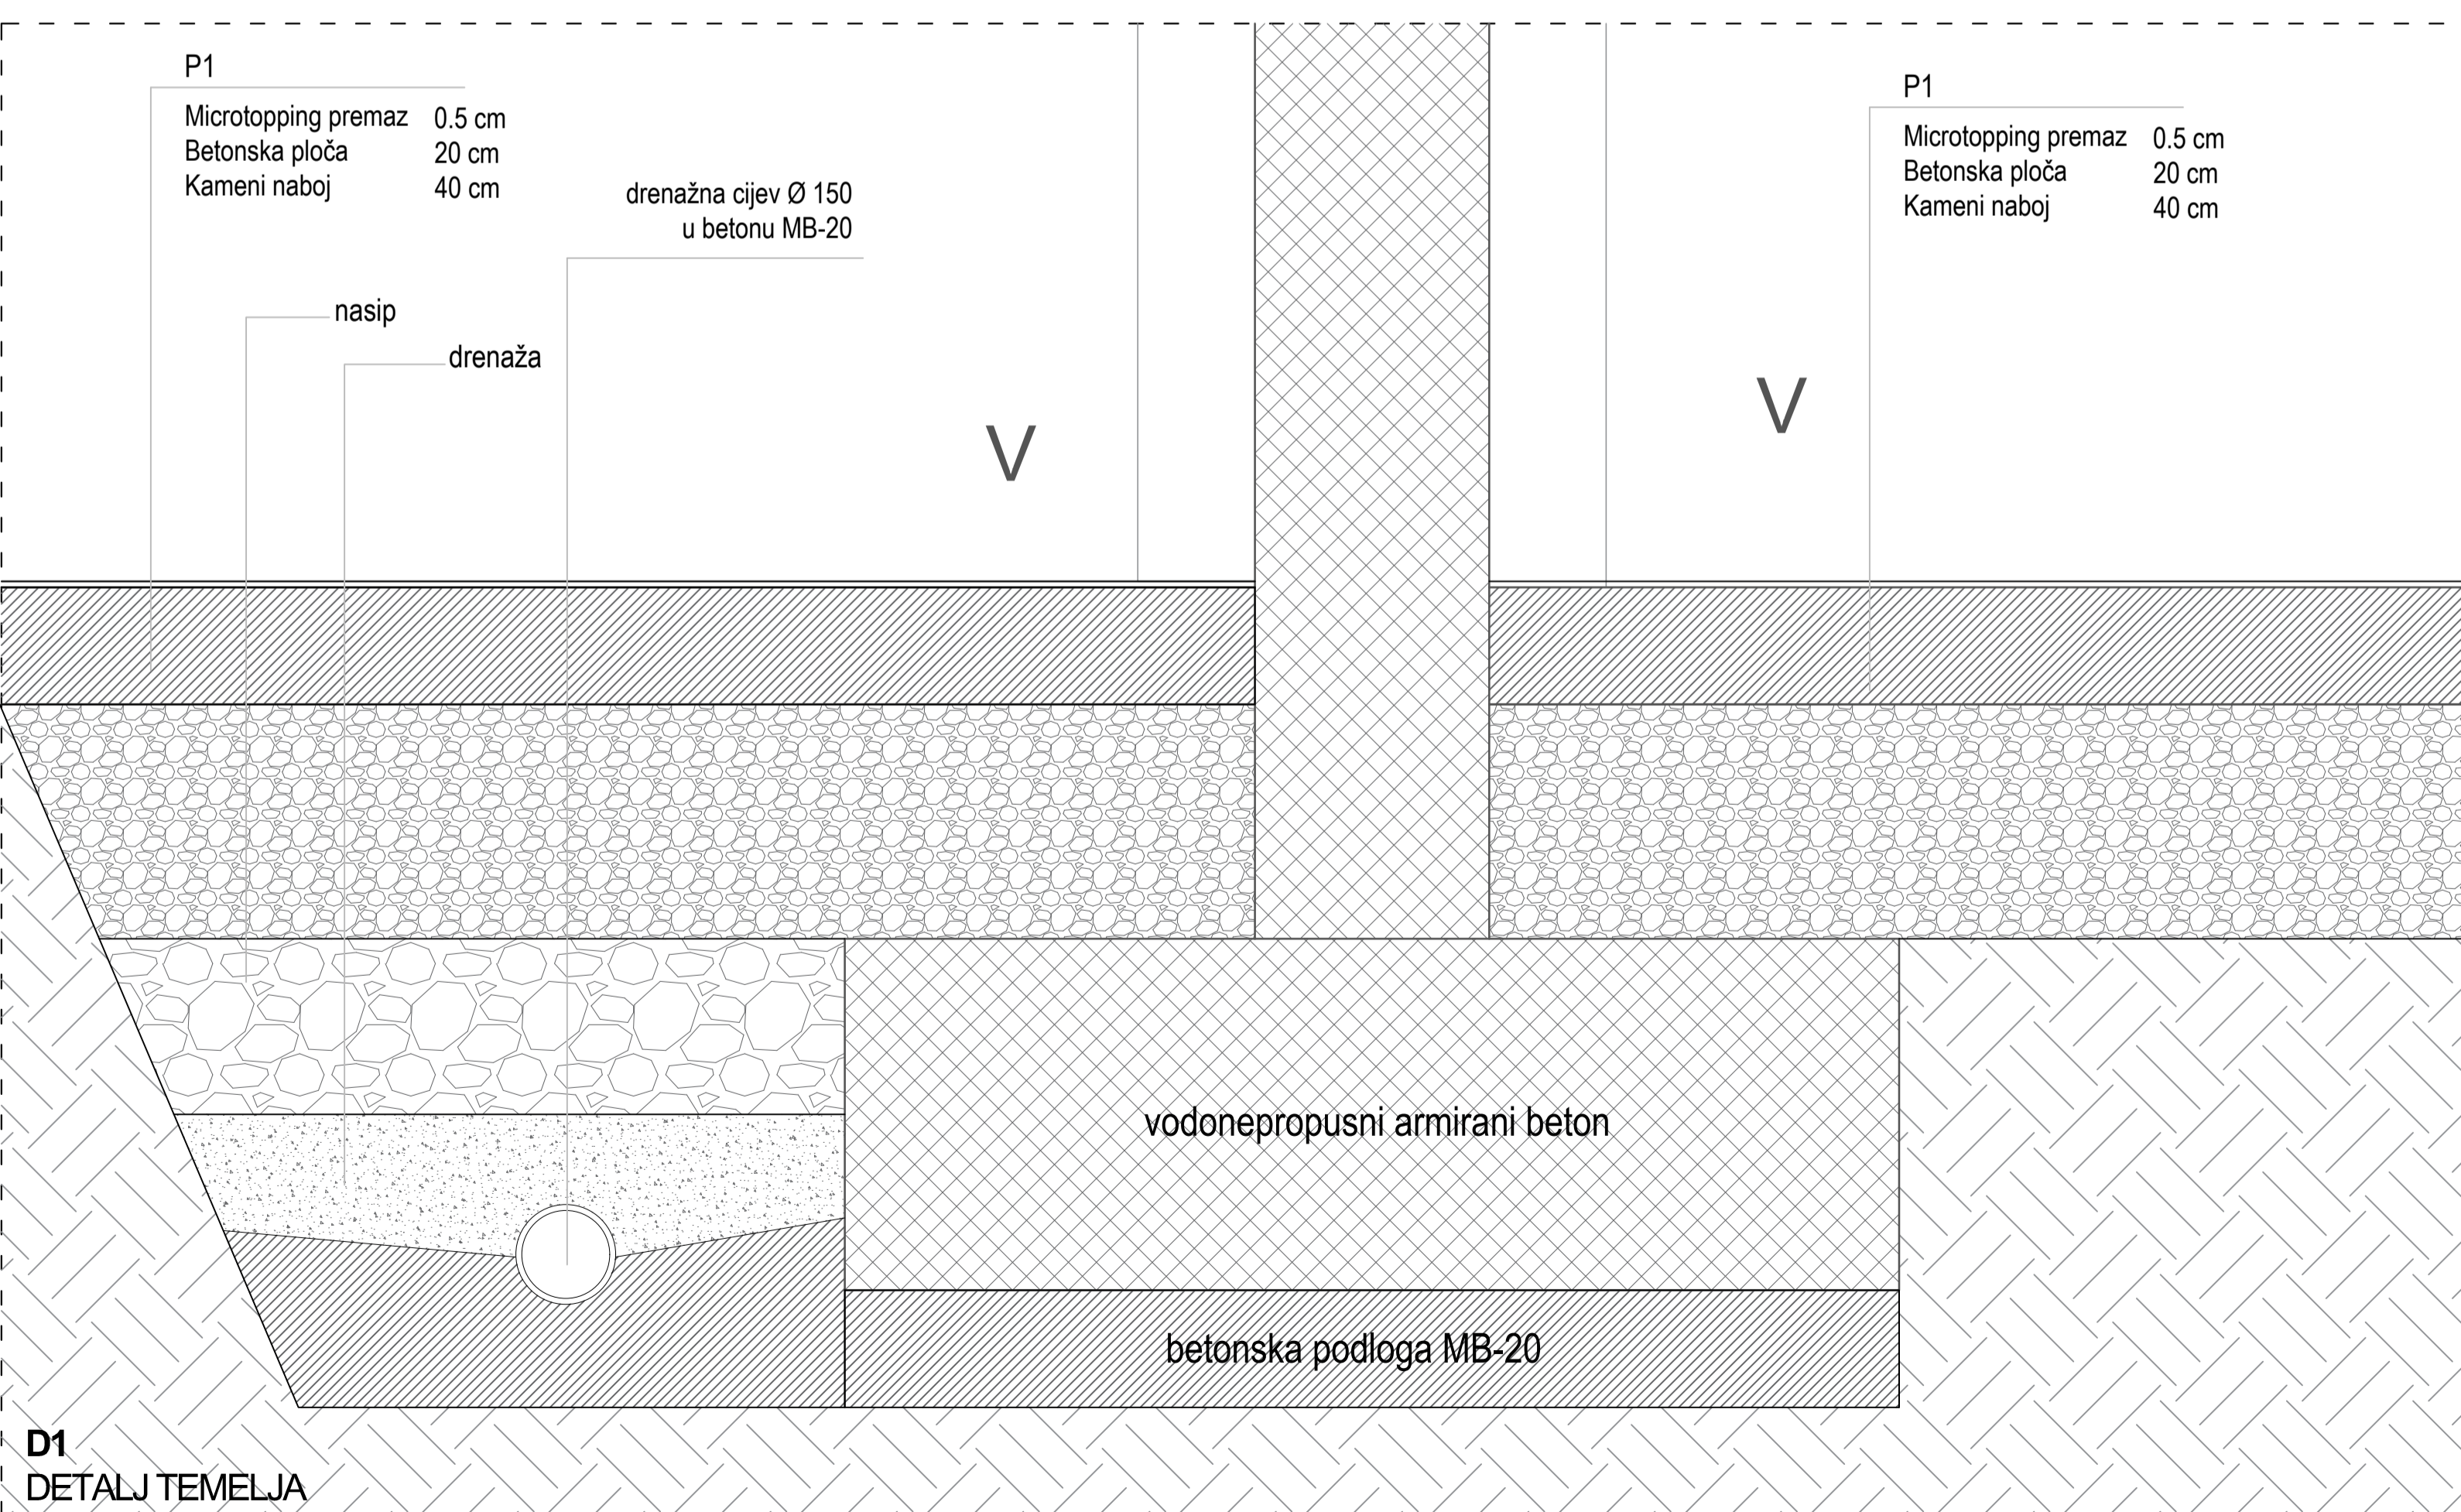 P1
Microtopping premaz 0.5 cm
Betonska ploča 20 cm
Kameni naboj 40 cm
drenažna cijev Ø 150
u betonu MB-20
nasip
drenaža
V
P1
Microtopping premaz 0.5 cm
Betonska ploča 20 cm
Kameni naboj 40 cm
V
vodonepropusni armirani beton
betonska podloga MB-20
D1
DETALJ TEMELJA